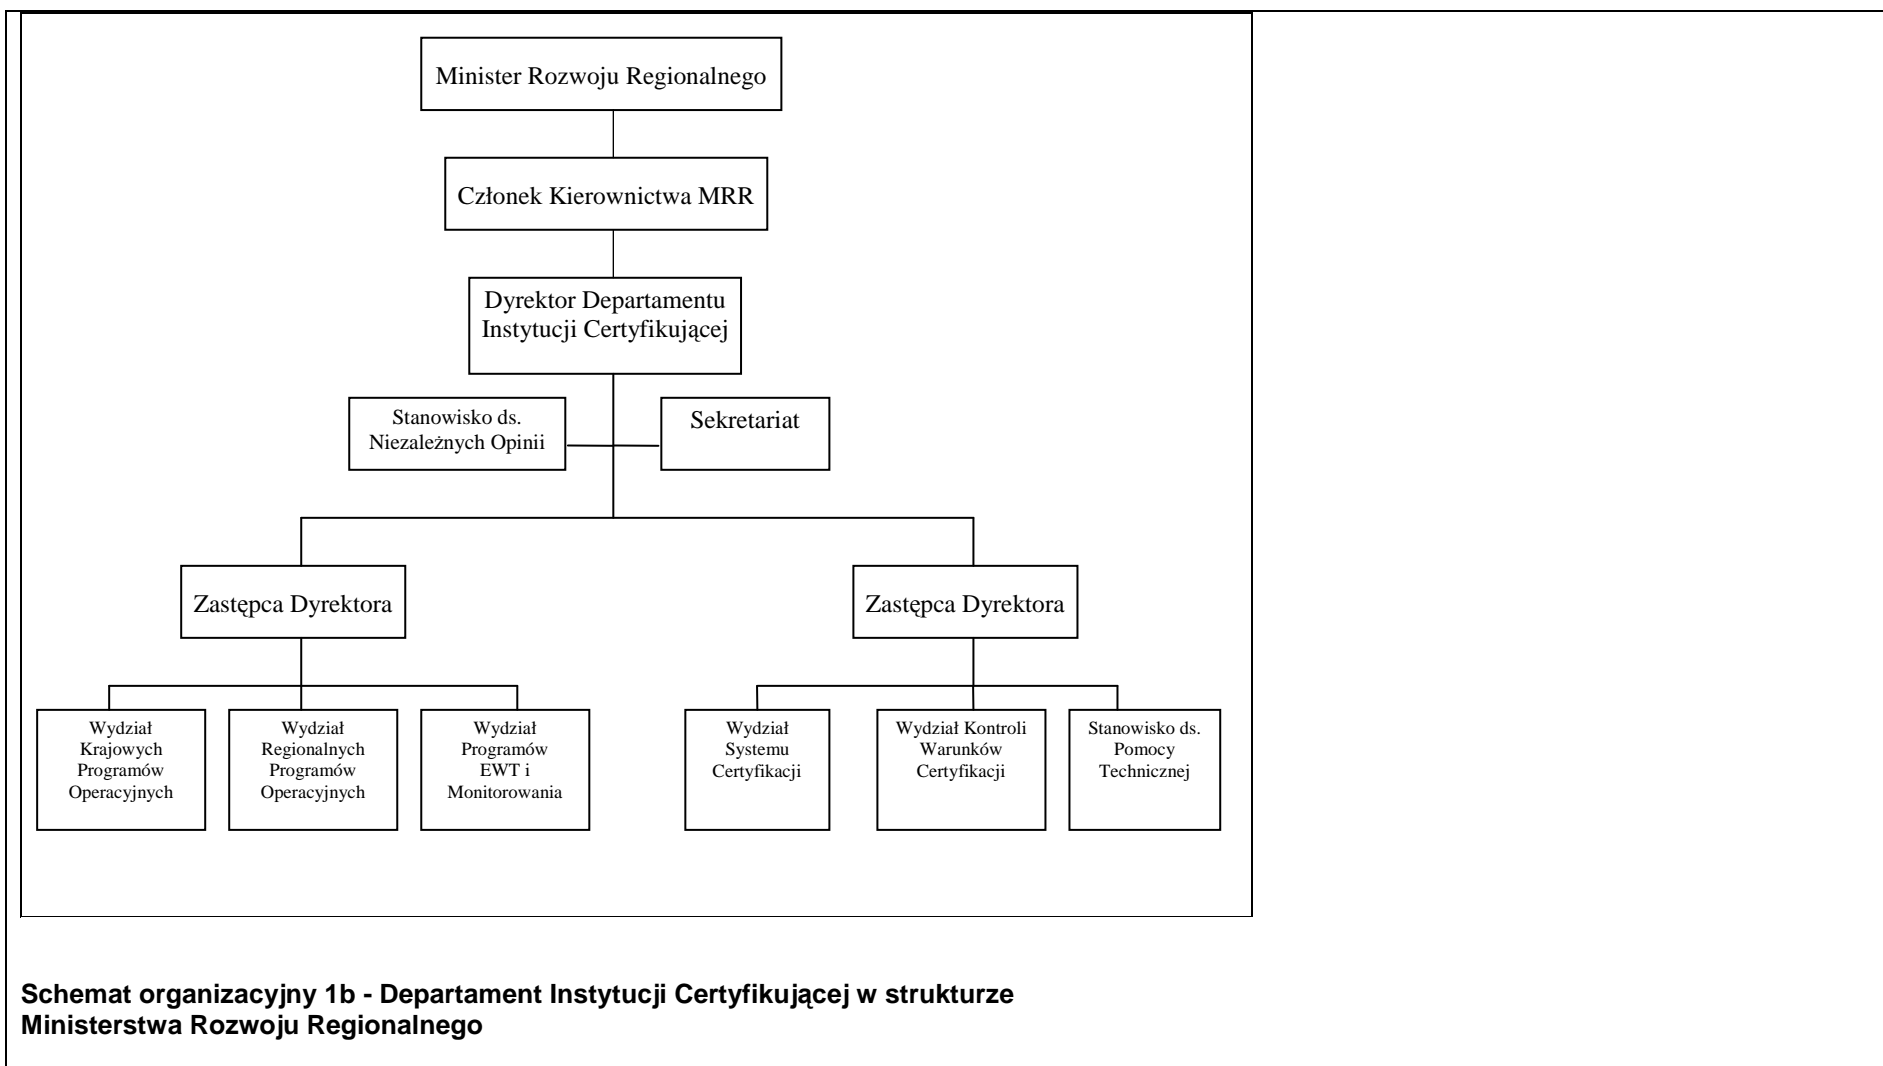 Minister Rozwoju Regionalnego
Członek Kierownictwa MRR
Dyrektor Departamentu
Instytucji Certyfikującej
Stanowisko ds.
Niezależnych Opinii
Sekretariat
Zastępca Dyrektora
Zastępca Dyrektora
Wydział
Krajowych
Programów
Operacyjnych
Wydział
Regionalnych
Programów
Operacyjnych
Wydział
Programów
EWT i
Monitorowania
Wydział
Systemu
Certyfikacji
Wydział Kontroli
Warunków
Certyfikacji
Stanowisko ds.
Pomocy
Technicznej
Schemat organizacyjny 1b - Departament Instytucji Certyfikującej w strukturze
Ministerstwa Rozwoju Regionalnego